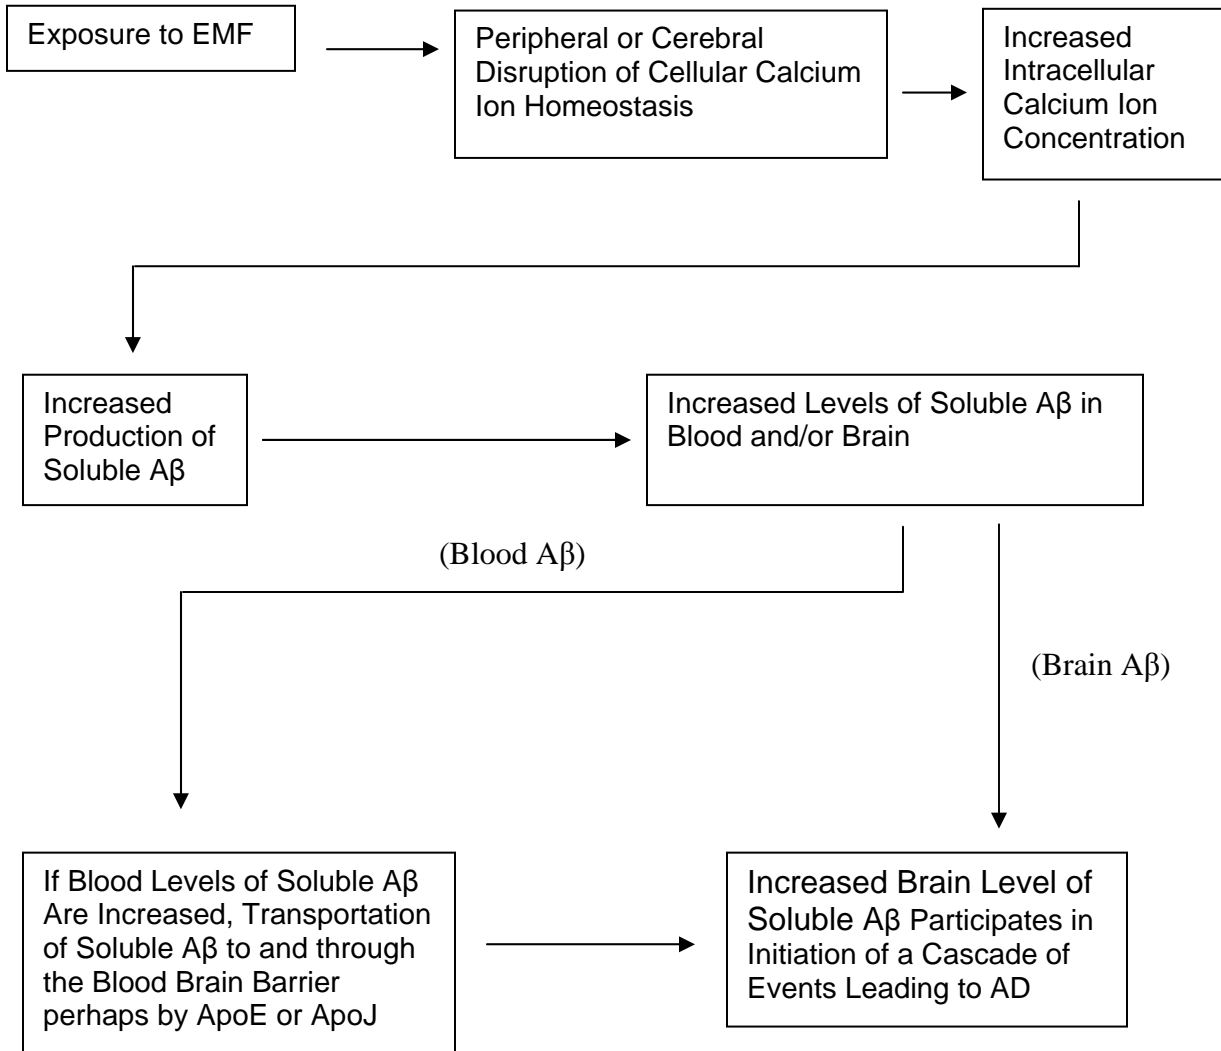 Exposure to EMF
Peripheral or Cerebral
Disruption of Cellular Calcium
Ion Homeostasis
Increased
Intracellular
Calcium Ion
Concentration
Increased
Production of
Soluble Aβ
Increased Levels of Soluble Aβ in
Blood and/or Brain
(Blood Aβ)
(Brain Aβ)
If Blood Levels of Soluble Aβ
Are Increased, Transportation
of Soluble Aβ to and through
the Blood Brain Barrier
perhaps by ApoE or ApoJ
Increased Brain Level of
Soluble Aβ Participates in
Initiation of a Cascade of
Events Leading to AD